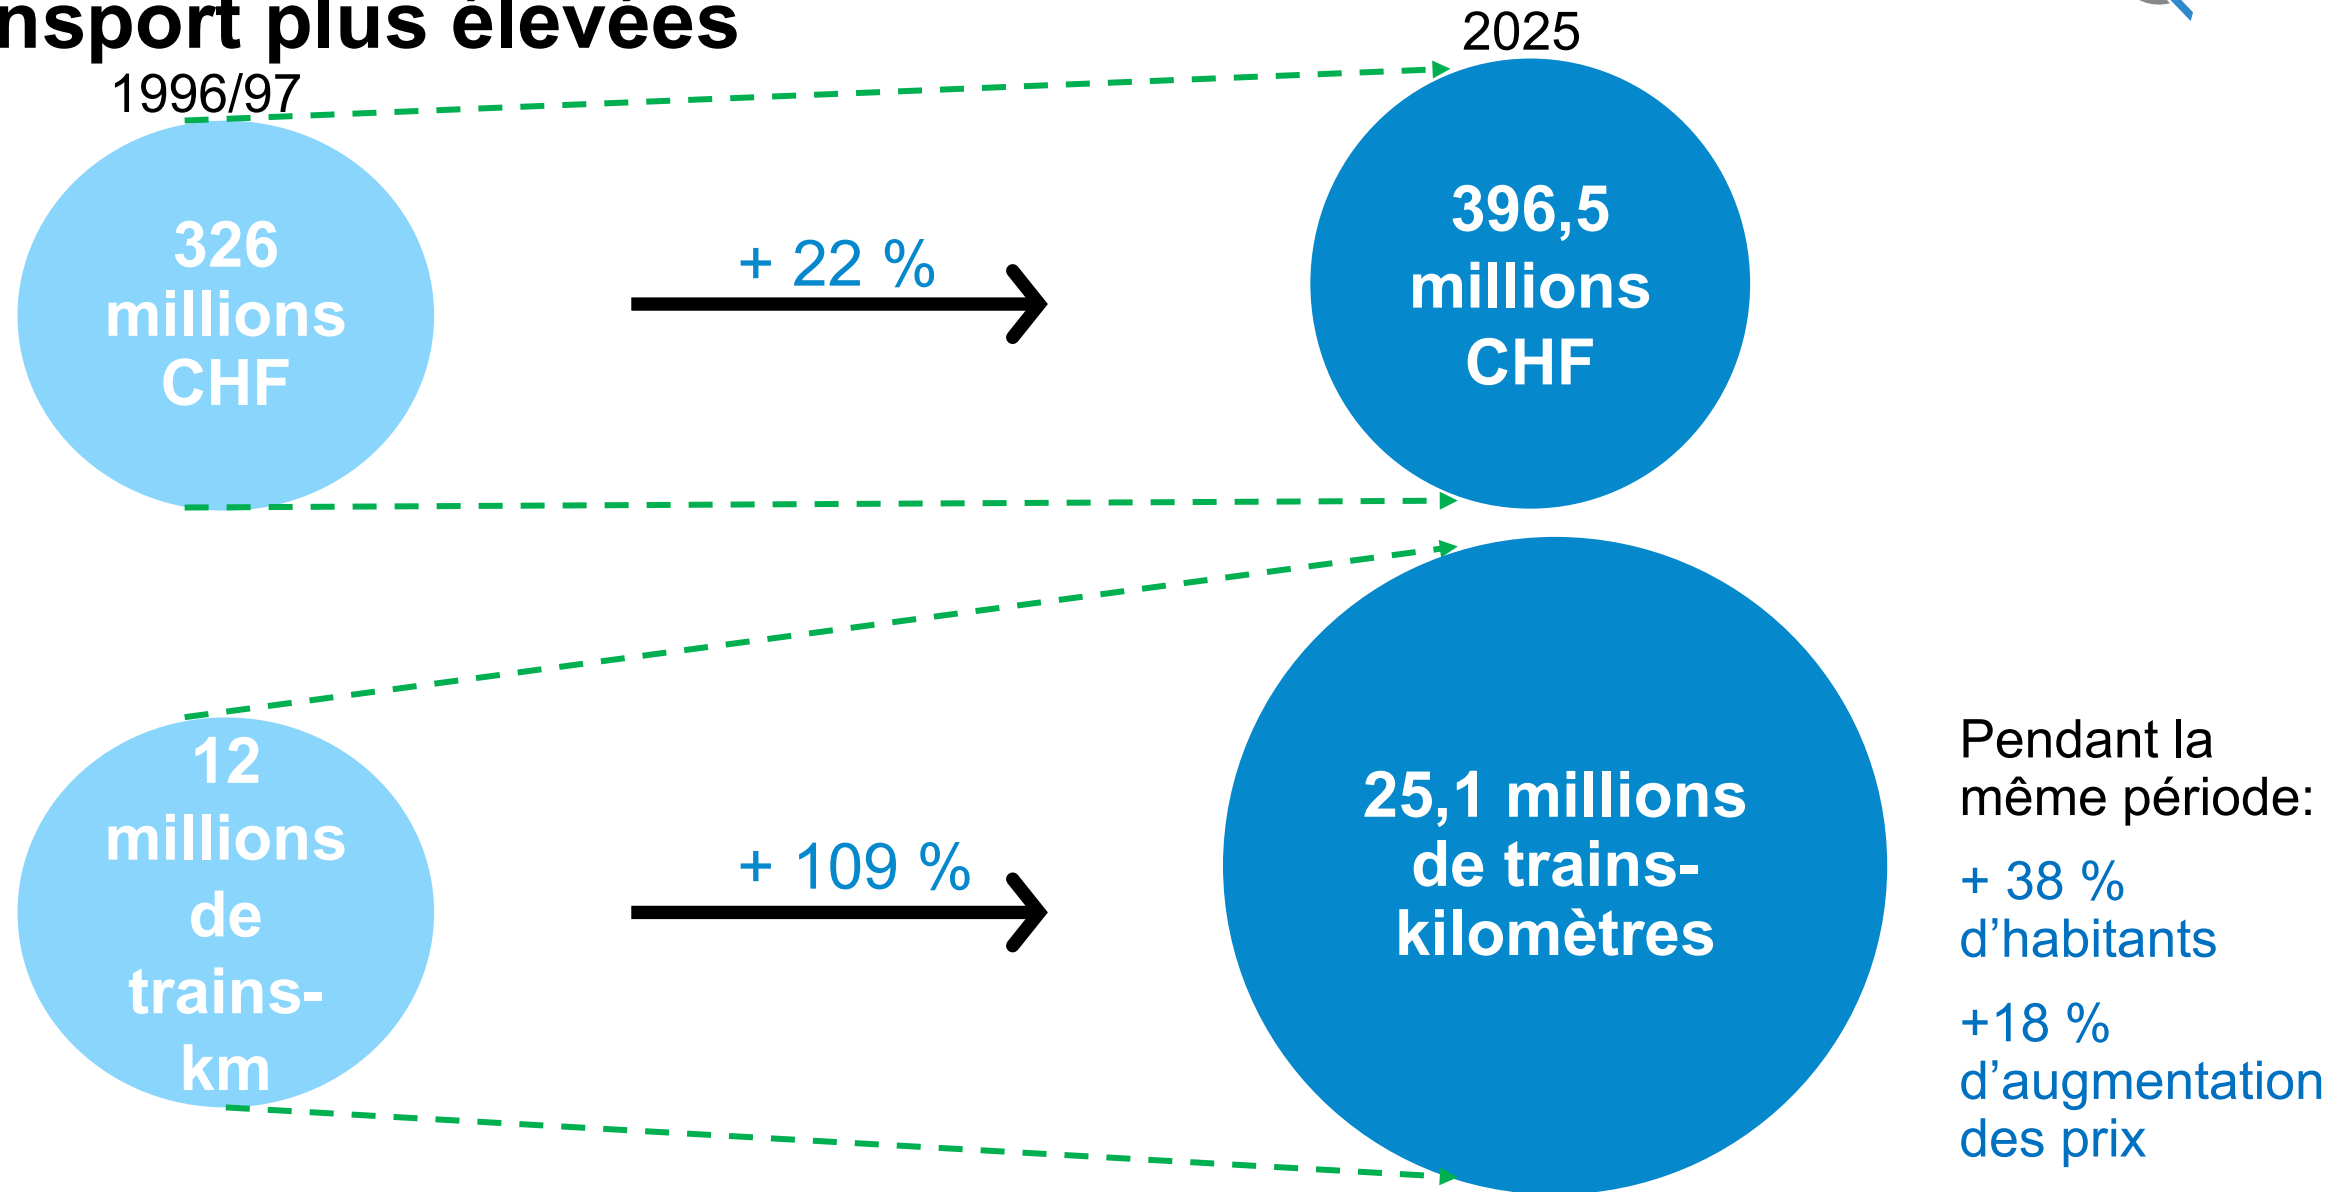 nsport plus élevées
1996/97
2025
326
millions
CHF
+ 22 %
396,5
millions
CHF
12
millions
de
trains-
km
+ 109 %
25,1 millions
de trains-
kilomètres
Pendant la
même période:
+ 38 %
d’habitants
+18 %
d’augmentation
des prix